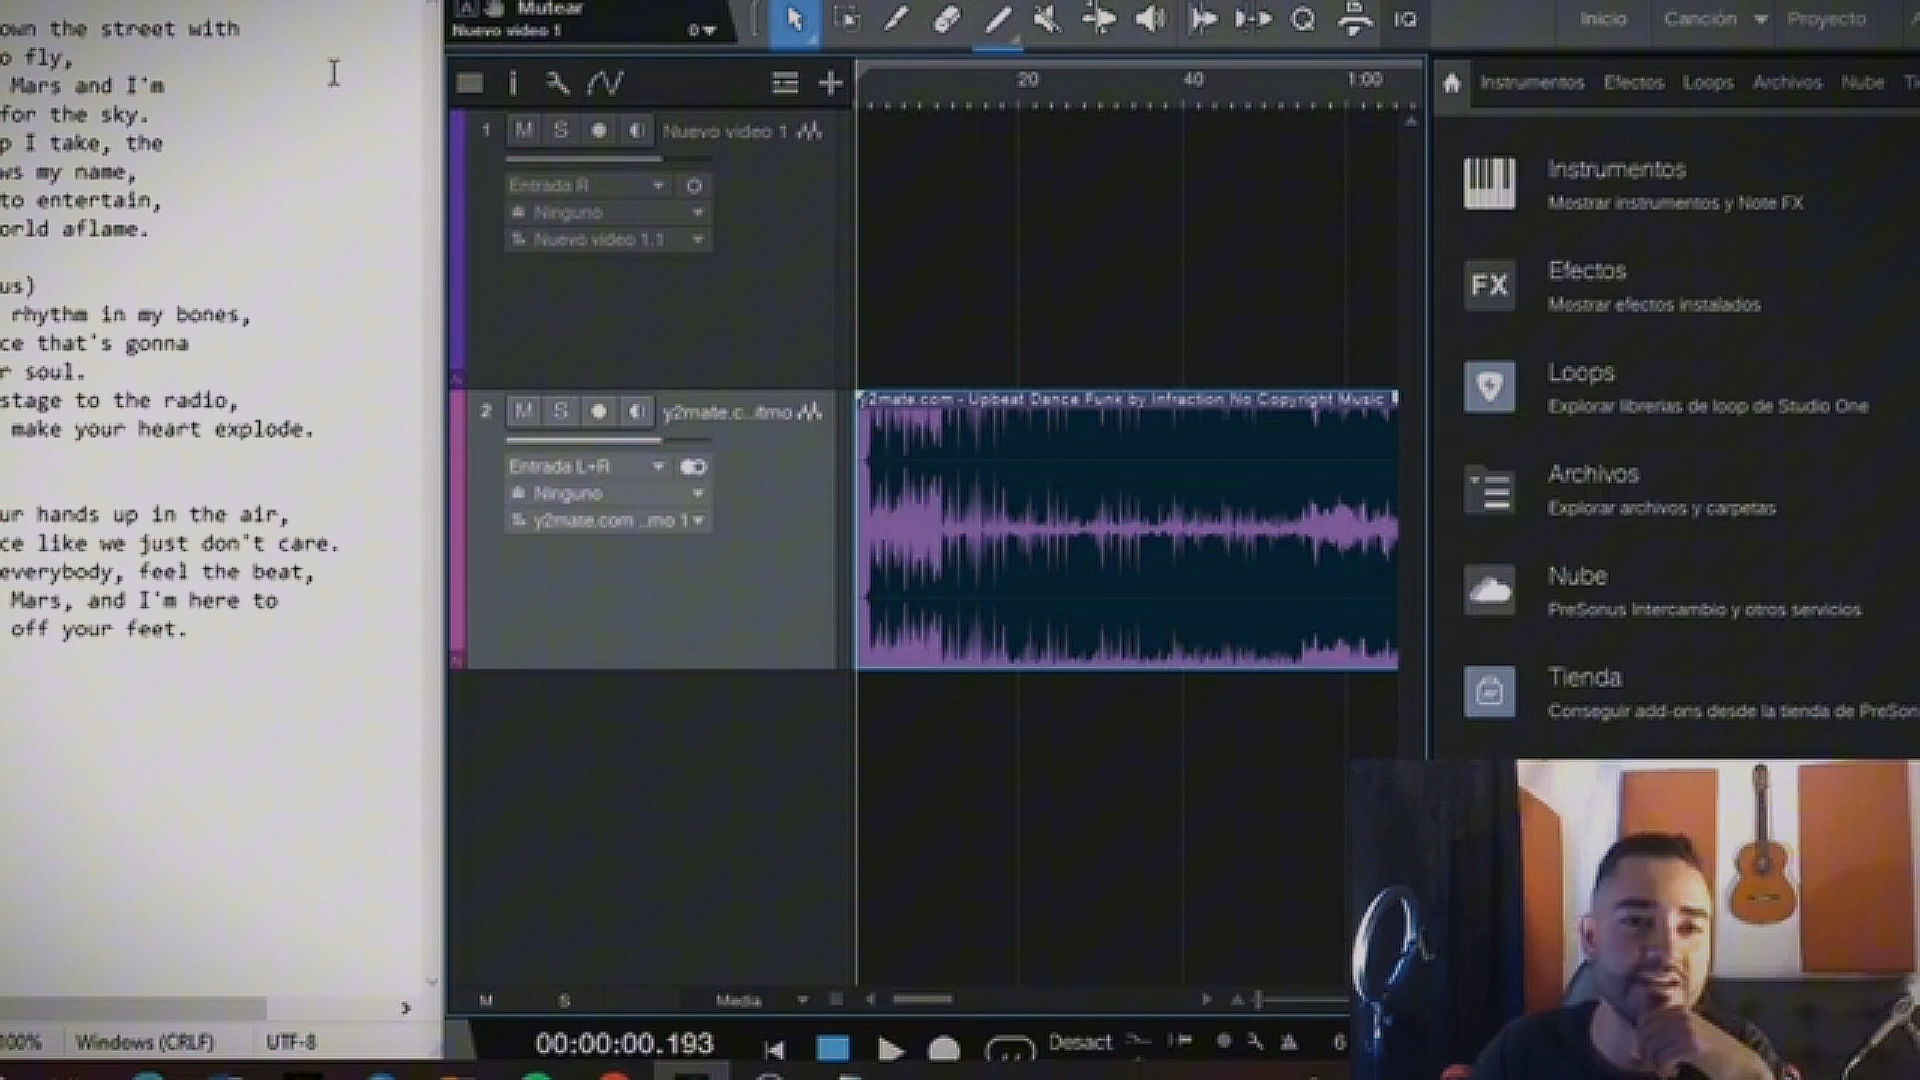 own the street with
o fly,
Mars and I'm
for the sky.
p I take, the
ws my name,
to entertain,
orld aflame.
us)
rhythm in my bones,
ce that's gonna
r soul.
stage to the radio,
make your heart explode.
ur hands up in the air,
ce like we just don't care.
everybody, feel the beat,
Mars, and I'm here to
off your feet.
100%
Windows (CRLF)
UTF-8
Mutear
Nuevo video 1
0
IQ
Inicio
Canción
Proyecto
20
40
1:00
Instrumentos
Efectos
Loops
Archivos
Nube
1
M
S
Nuevo video 1
Entrada R
Ninguno
Nuevo video 1.1
2
M
S
y2mate.c...itmo
Entrada L+R
Ninguno
y2mate.com ..mo 1
y2mate.com - Upbeat Dance Funk by Infraction No Copyright Music
Instrumentos
Mostrar instrumentos y Note FX
FX
Efectos
Mostrar efectos instalados
Loops
Explorar librerías de loop de Studio One
Archivos
Explorar archivos y carpetas
Nube
PreSonus Intercambio y otros servicios
Tienda
Conseguir add-ons desde la tienda de PreSon
M
S
Media
00:00:00.193
Desact
6